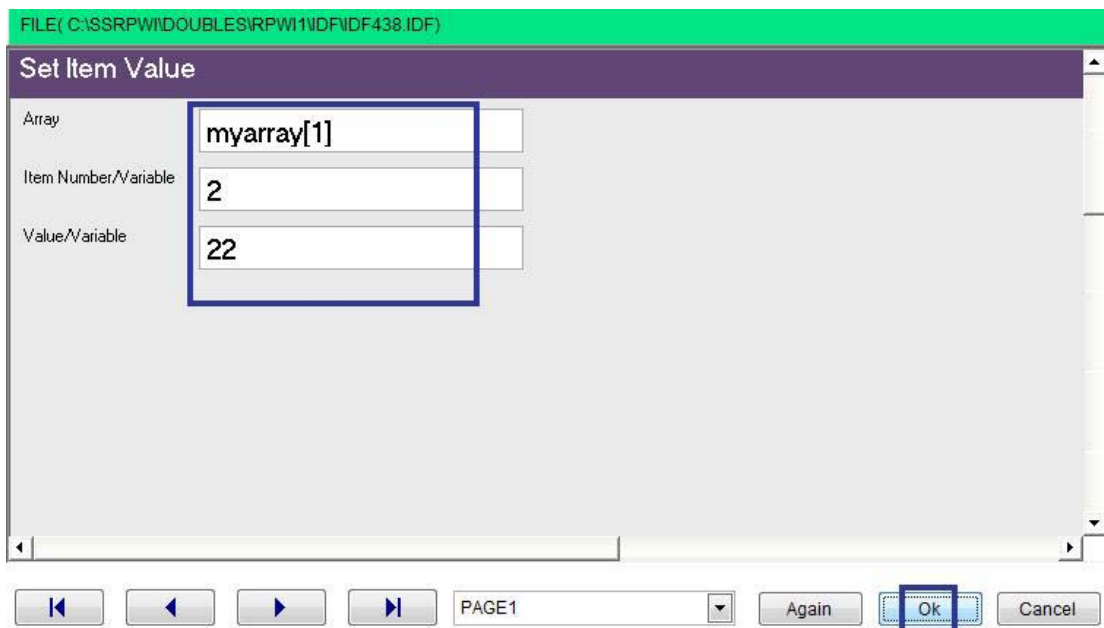 FILE( C:\SSRPWI\DOUBLES\RPWI1\IDF\IDF438.IDF)
Set Item Value
Array
myarray[1]
Item Number/Variable
2
Value/Variable
22
PAGE1
Again
Ok
Cancel